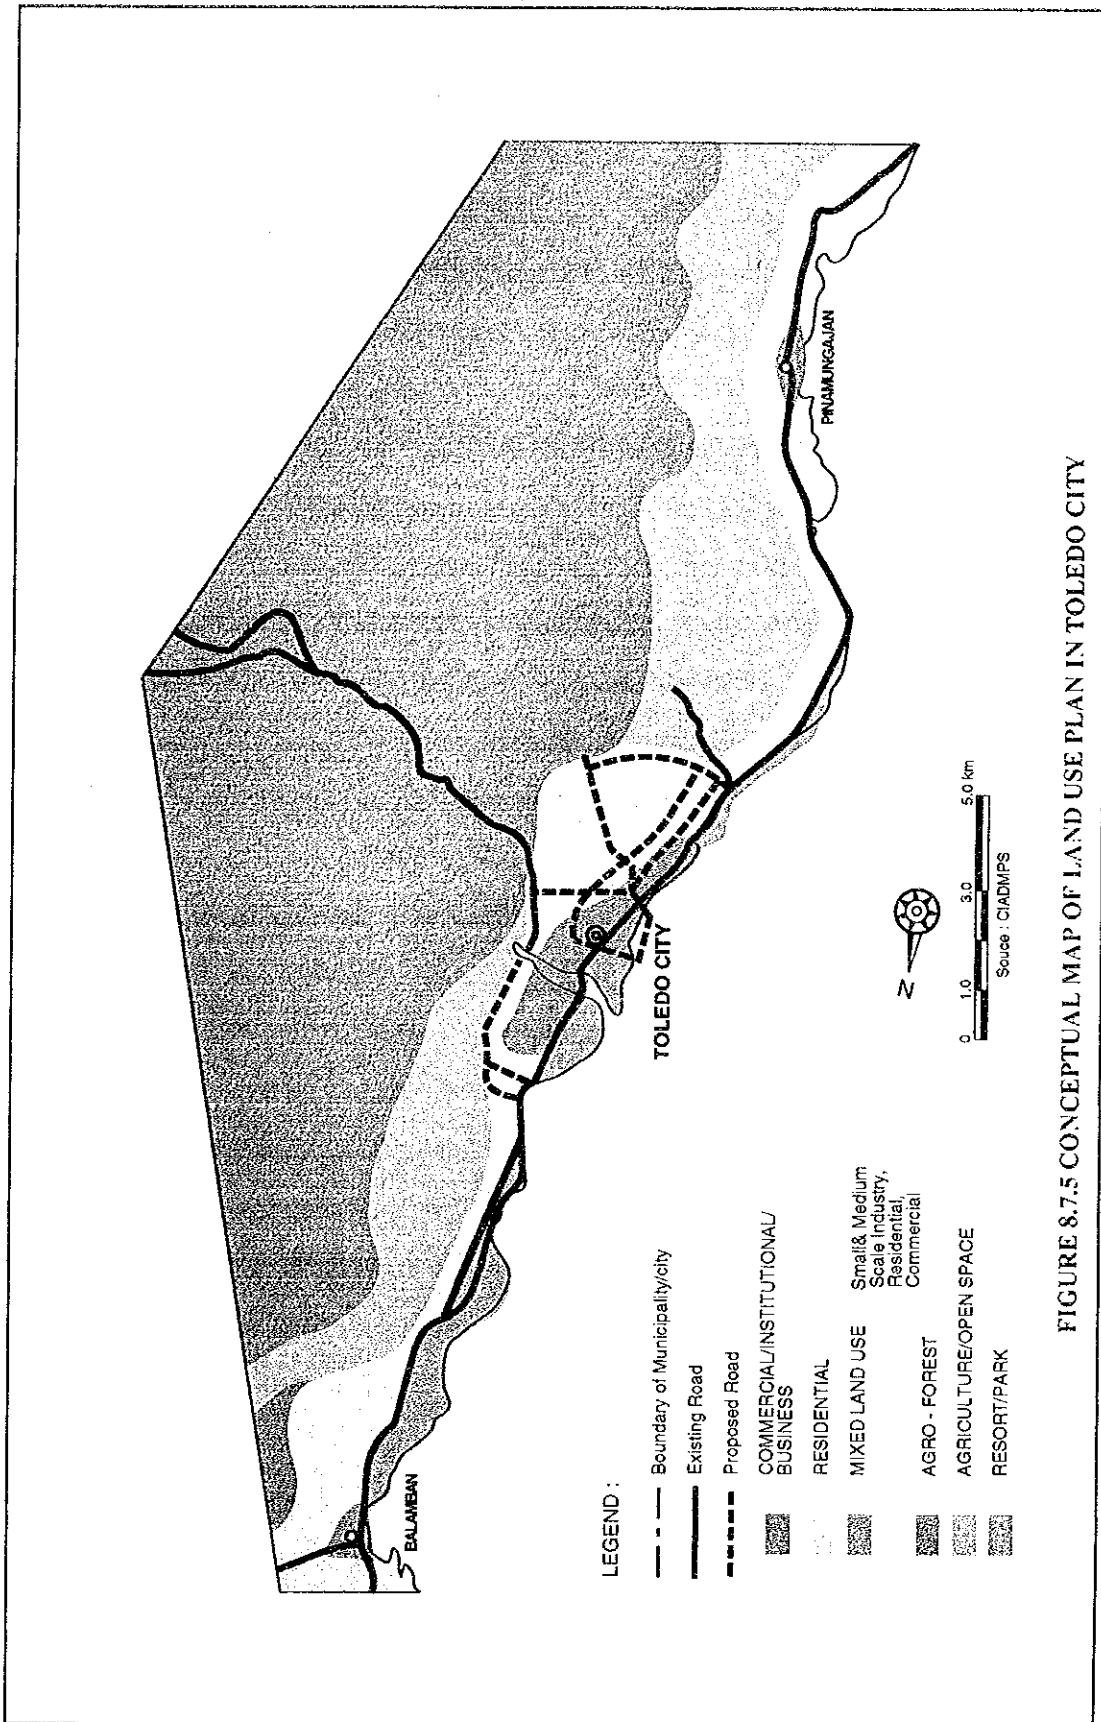 BALAMBAN
TOLEDO CITY
PINAMUNGAJAN
LEGEND :
Boundary of Municipality/city
Existing Road
Proposed Road
COMMERCIAL/INSTITUTIONAL/
BUSINESS
RESIDENTIAL
MIXED LAND USE
Small& Medium
Scale Industry,
Residential,
Commercial
AGRO - FOREST
AGRICULTURE/OPEN SPACE
RESORT/PARK
N
0 1.0 3.0 5.0 km
Souce : CIADMPS
FIGURE 8.7.5 CONCEPTUAL MAP OF LAND USE PLAN IN TOLEDO CITY